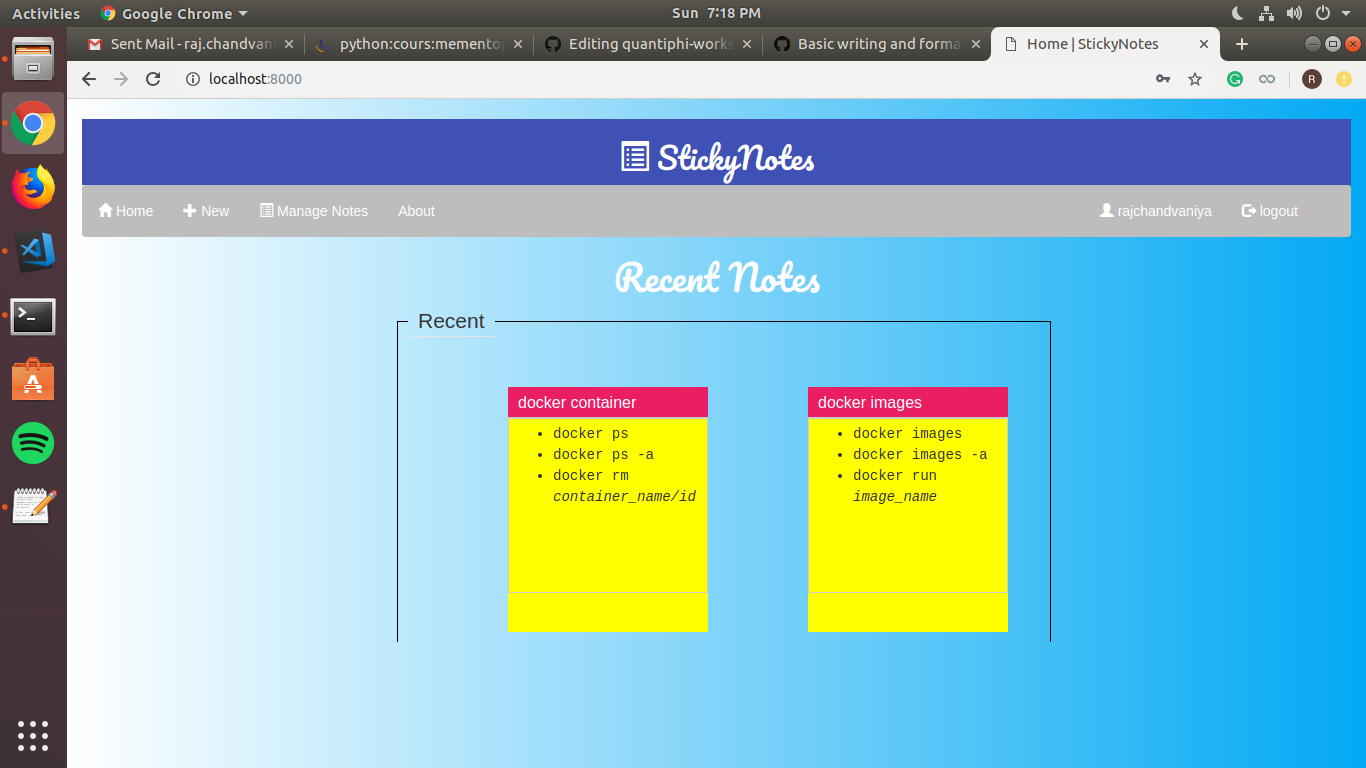 Activities Google Chrome Sun 7:18 PM
Sent Mail - raj.chandvani python:cours:memento Editing quantiphi-works Basic writing and forma Home | StickyNotes
localhost:8000 R
StickyNotes
Home New Manage Notes About rajchandvaniya logout
Recent Notes
Recent
docker container
docker ps
docker ps -a
docker rm
container_name/id
docker images
docker images
docker images -a
docker run
image_name